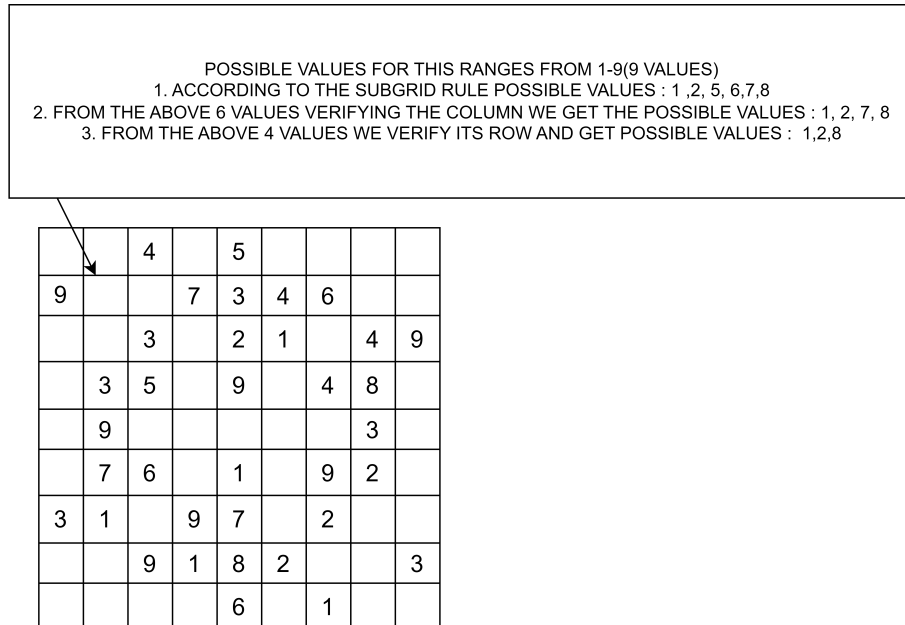 POSSIBLE VALUES FOR THIS RANGES FROM 1-9(9 VALUES)
1. ACCORDING TO THE SUBGRID RULE POSSIBLE VALUES : 1 ,2, 5, 6,7,8
2. FROM THE ABOVE 6 VALUES VERIFYING THE COLUMN WE GET THE POSSIBLE VALUES : 1, 2, 7, 8
3. FROM THE ABOVE 4 VALUES WE VERIFY ITS ROW AND GET POSSIBLE VALUES : 1,2,8
4 5
9 7 3 4 6
3 2 1 4 9
3 5 9 4 8
9 3
7 6 1 9 2
3 1 9 7 2
9 1 8 2 3
6 1